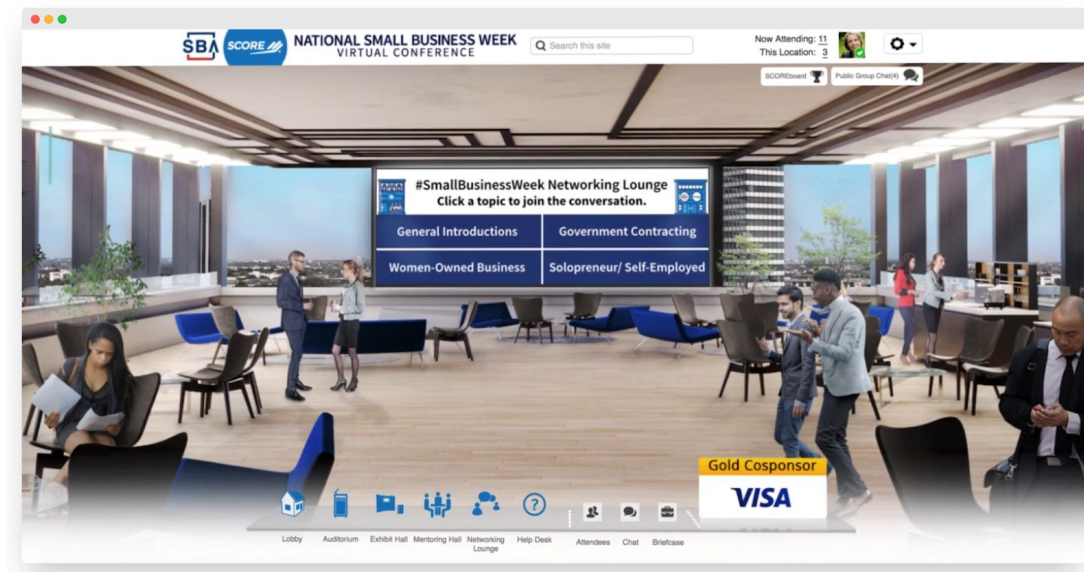 SBA
SCORE
NATIONAL SMALL BUSINESS WEEK
VIRTUAL CONFERENCE
Search this site
Now Attending: 11
This Location: 3
SCOREboard
Public Group Chat(4)
#SmallBusinessWeek Networking Lounge
Click a topic to join the conversation.
General Introductions
Government Contracting
Women-Owned Business
Solopreneur/ Self-Employed
Gold Cosponsor
VISA
Lobby
Auditorium
Exhibit Hall
Mentoring Hall
Networking
Lounge
Help Desk
Attendees
Chat
Briefcase